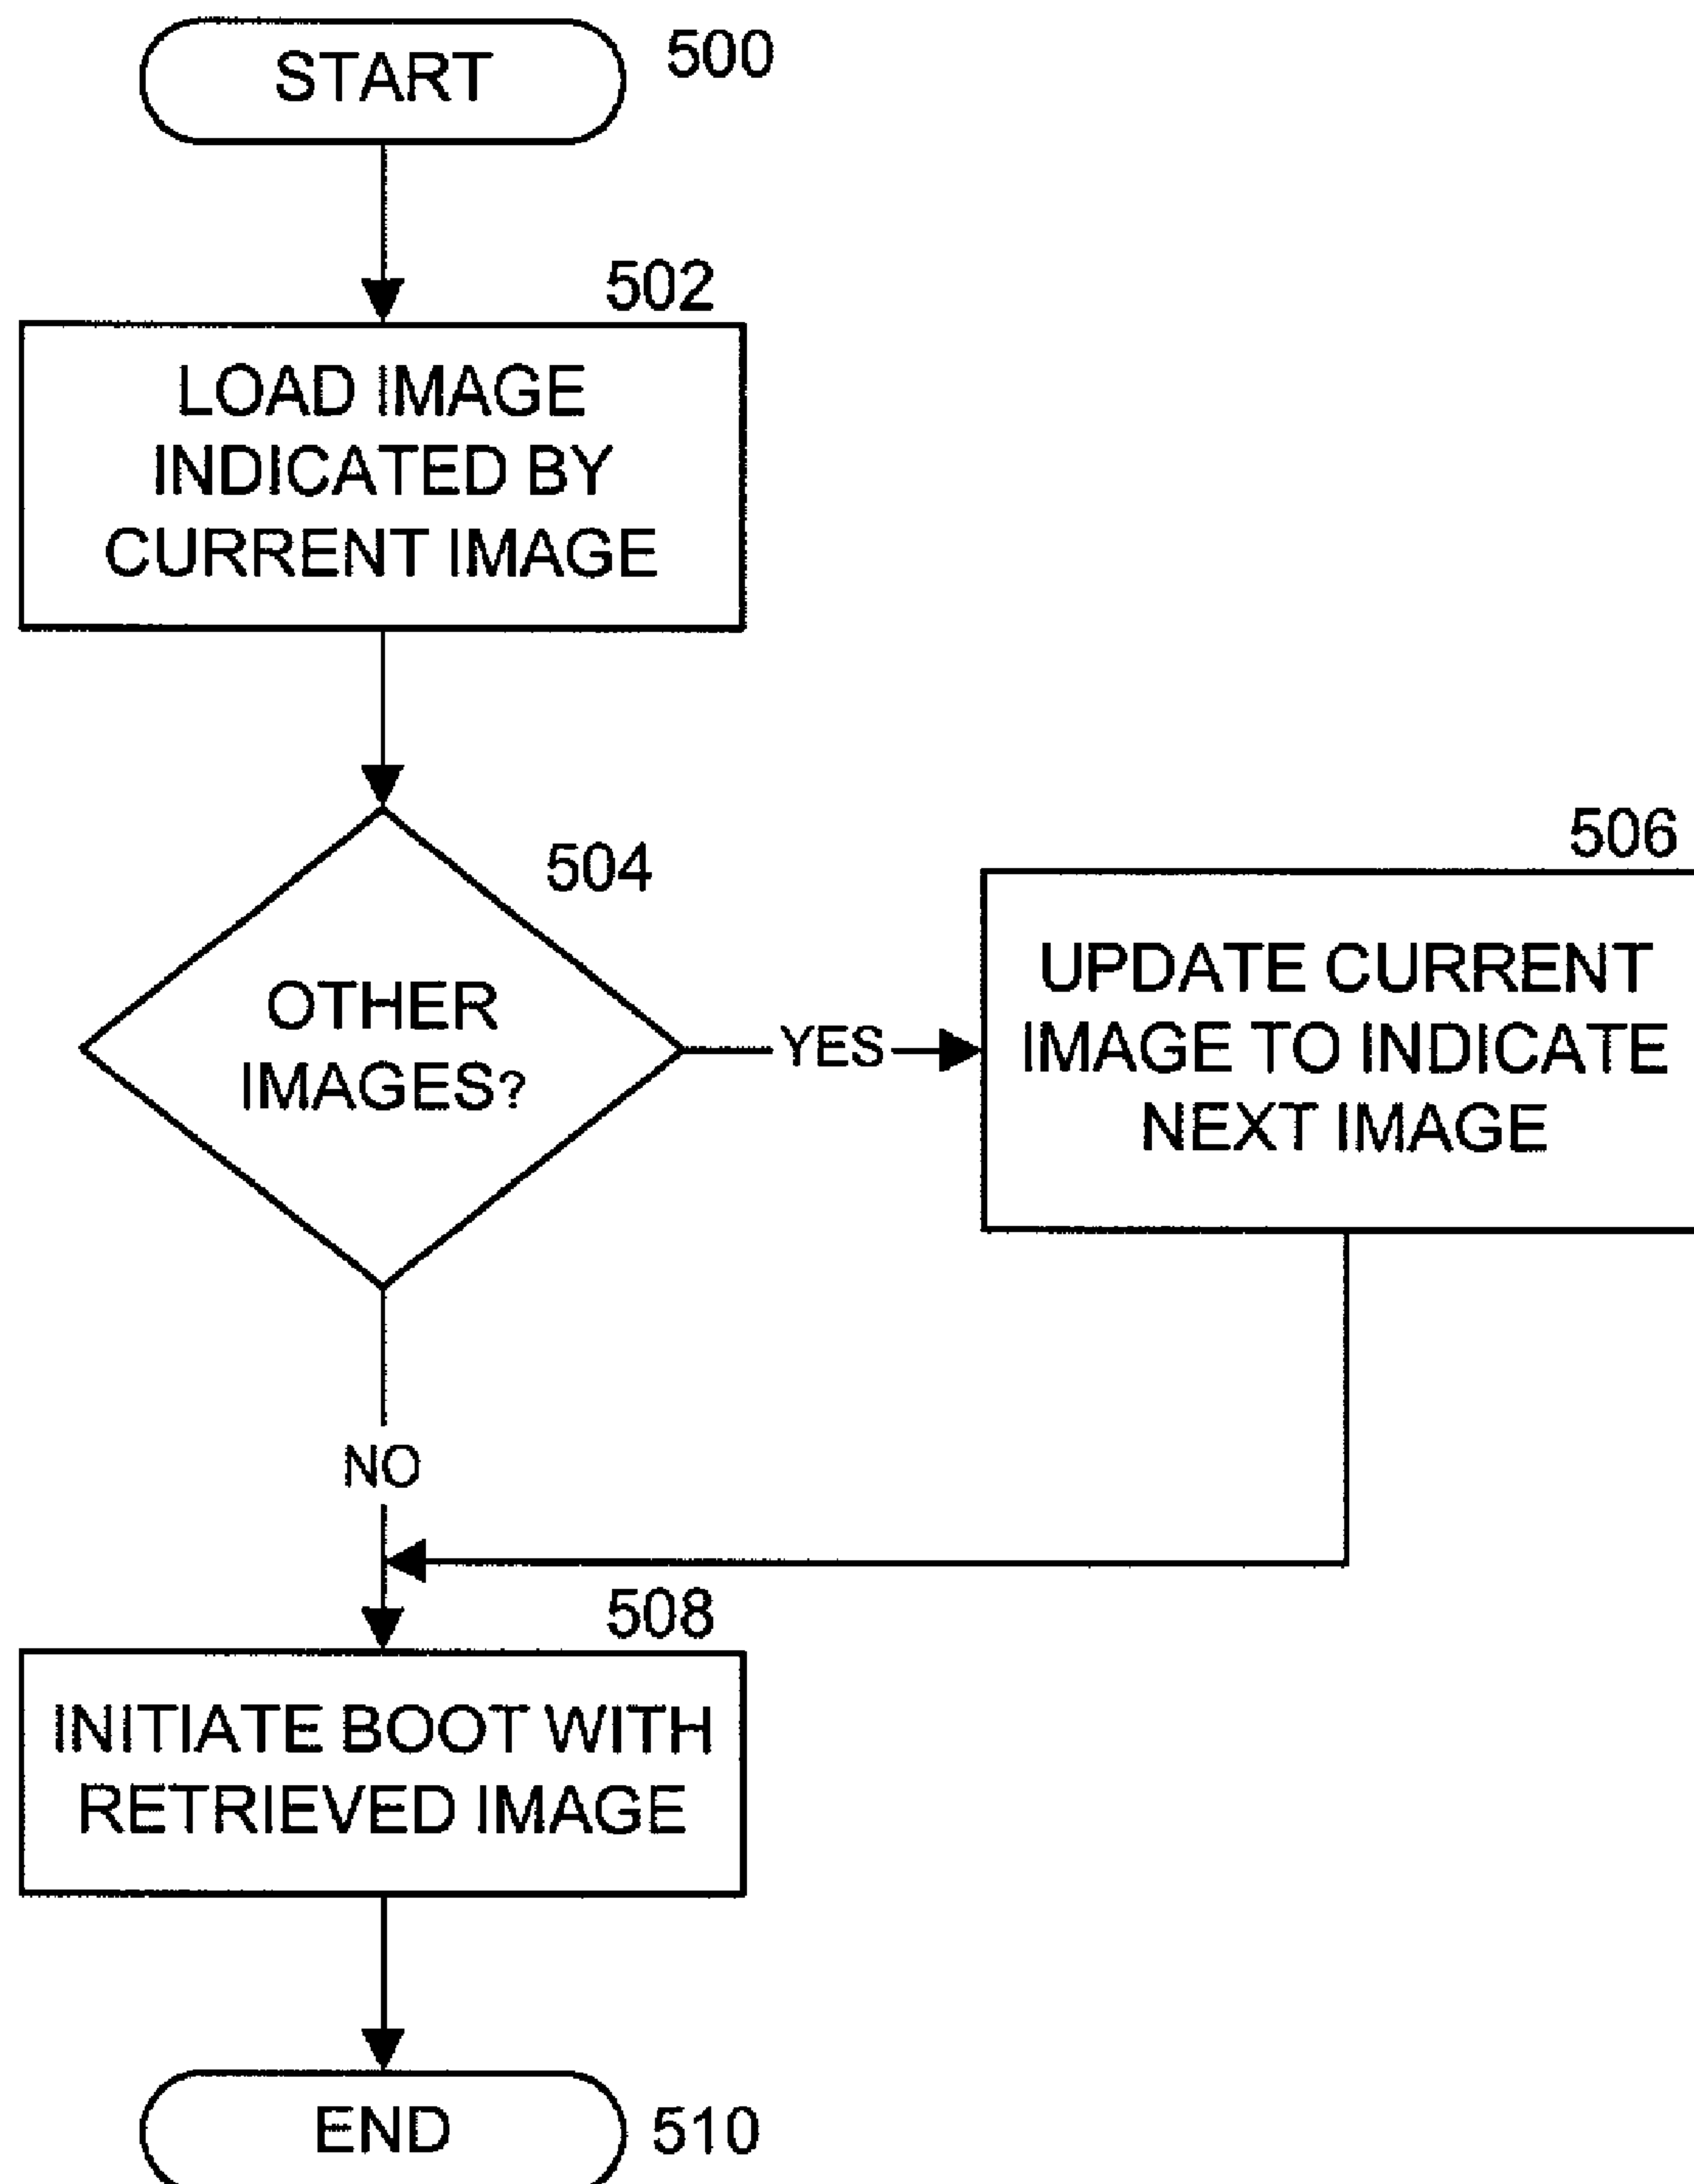 START
500
502
LOAD IMAGE
INDICATED BY
CURRENT IMAGE
504
OTHER
IMAGES?
YES
506
UPDATE CURRENT
IMAGE TO INDICATE
NEXT IMAGE
NO
508
INITIATE BOOT WITH
RETRIEVED IMAGE
END
510